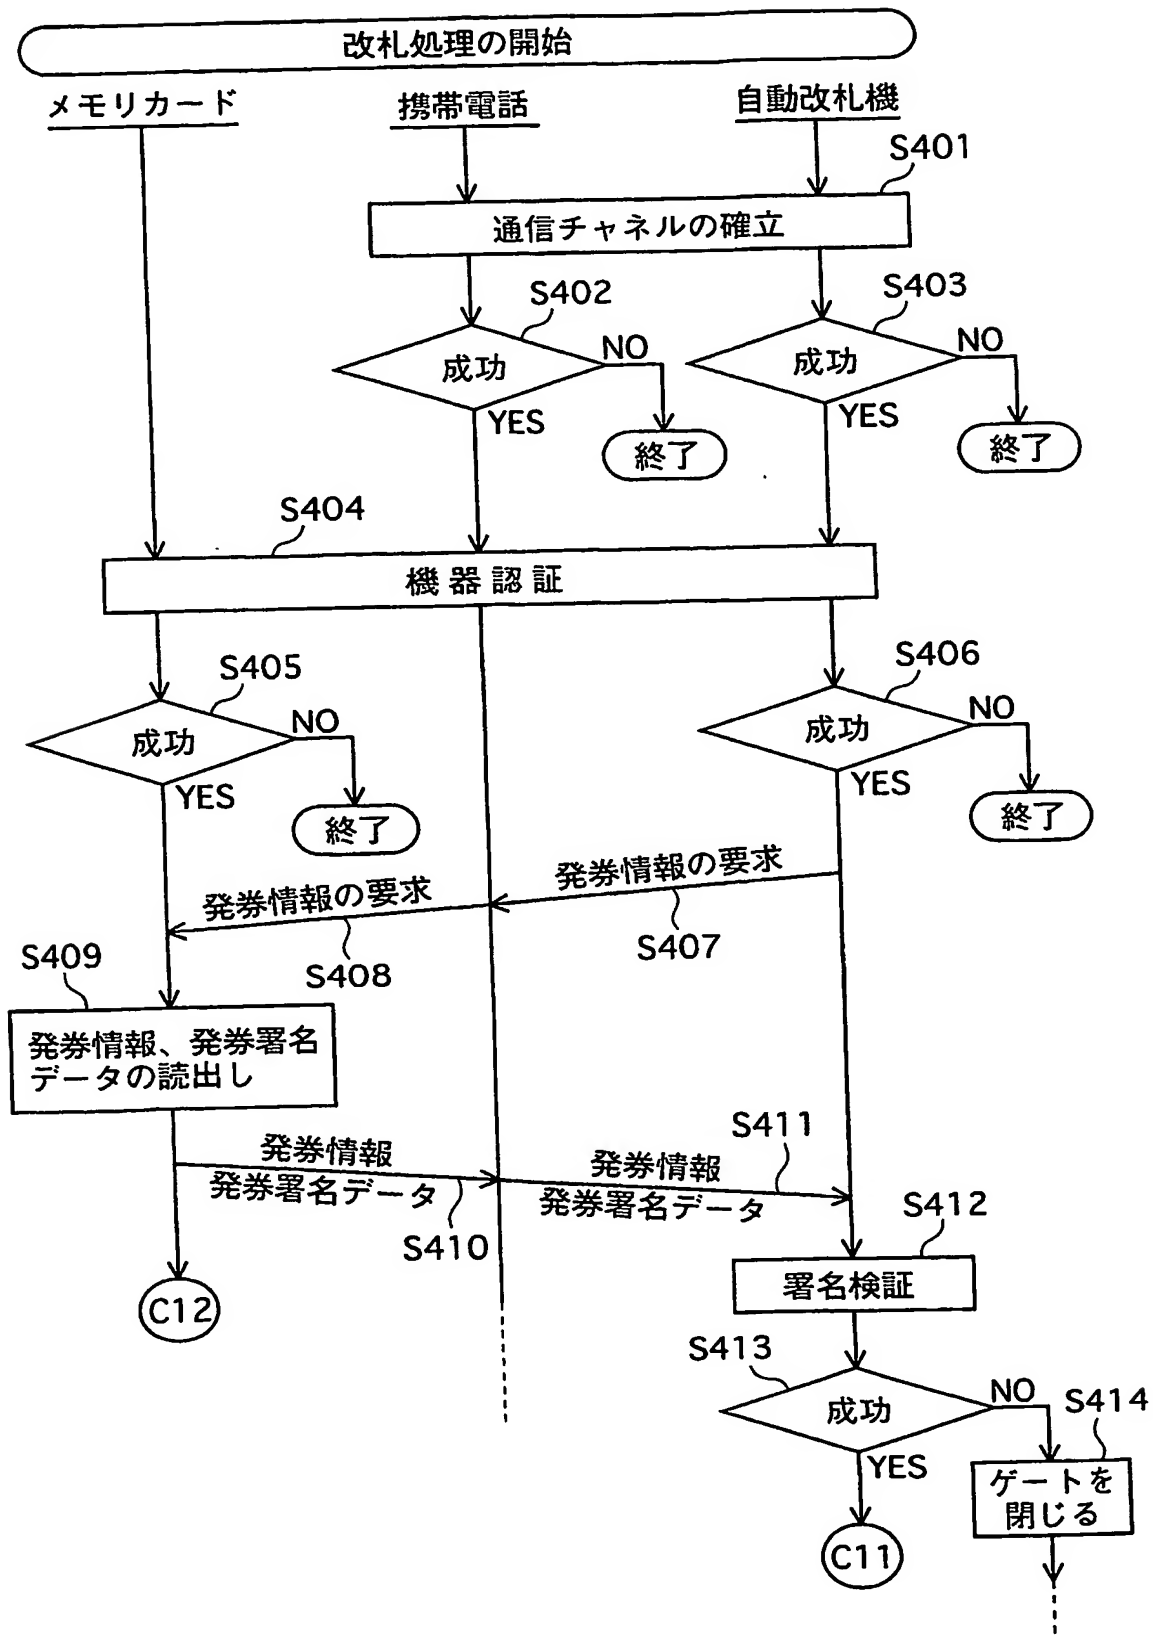 改札処理の開始
メモリカード
携帯電話
自動改札機
S401
通信チャネルの確立
S402
S403
成功
NO
成功
NO
YES
YES
終了
終了
S404
機器認証
S405
S406
成功
NO
成功
NO
YES
YES
終了
終了
発券情報の要求
発券情報の要求
S407
S408
S409
発券情報、発券署名
データの読出し
S411
発券情報
発券署名データ
発券情報
発券署名データ
S410
S412
署名検証
C12
S413
成功
NO
S414
YES
ゲートを
閉じる
C11